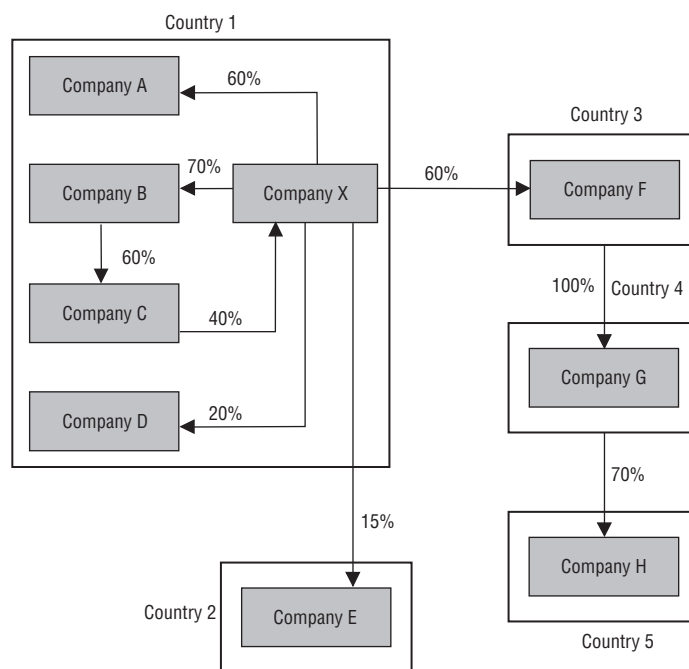 Country 1
Company A
60%
Country 3
Company B
70%
Company X
60%
Company F
60%
100%
Country 4
Company C
40%
Company G
Company D
20%
70%
15%
Company H
Country 2
Company E
Country 5